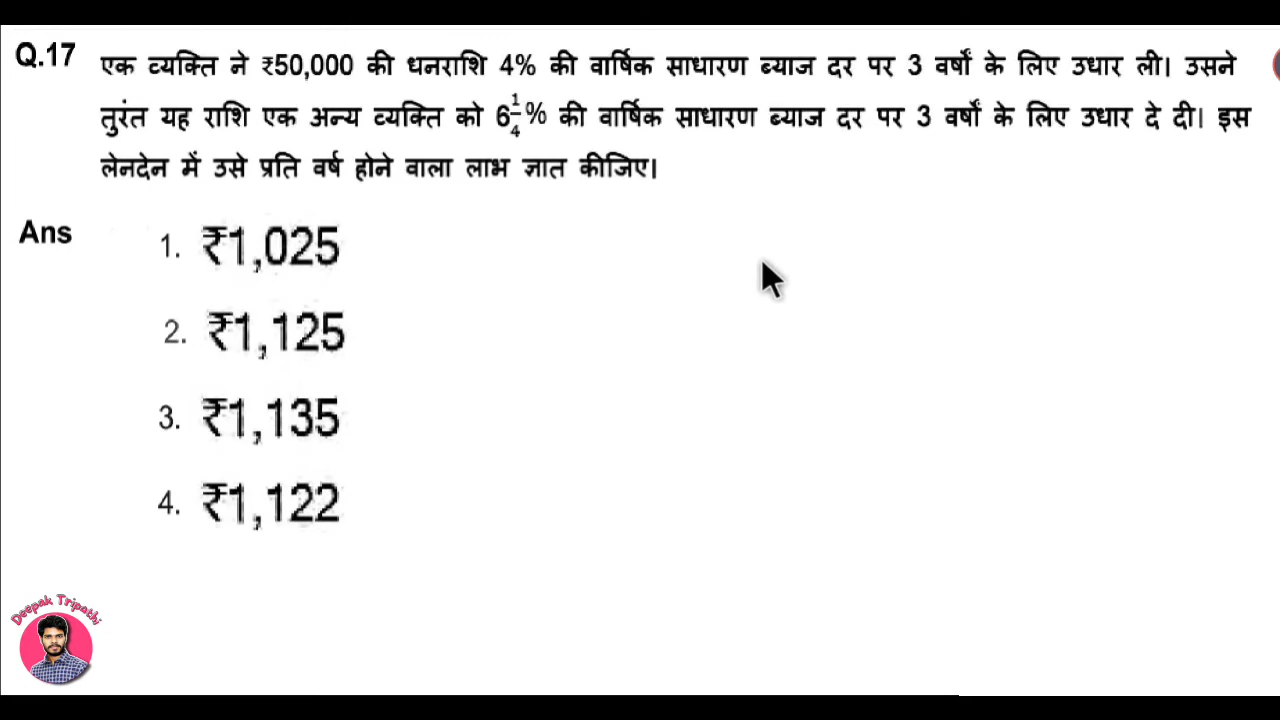 Q.17 एक व्यक्ति ने ₹50,000 की धनराशि 4% की वार्षिक साधारण ब्याज दर पर 3 वर्षों के लिए उधार ली। उसने
तुरंत यह राशि एक अन्य व्यक्ति को 6 1/4% की वार्षिक साधारण ब्याज दर पर 3 वर्षों के लिए उधार दे दी। इस
लेनदेन में उसे प्रति वर्ष होने वाला लाभ ज्ञात कीजिए।
Ans 1. ₹1,025
2. ₹1,125
3. ₹1,135
4. ₹1,122
Deepak Tripathi